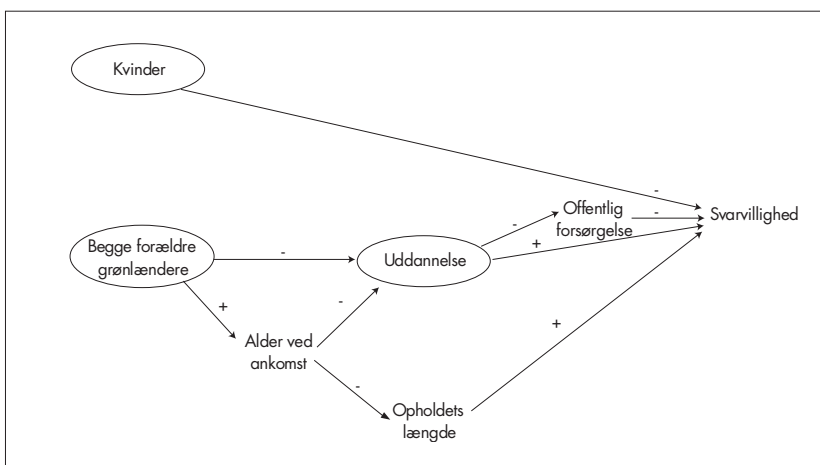 Kvinder
-
Offentlig
forsørgelse
-
-
+
Svarvillighed
Begge forældre
grønlændere
-
Uddannelse
+
-
Alder ved
ankomst
+
-
Opholdets
længde